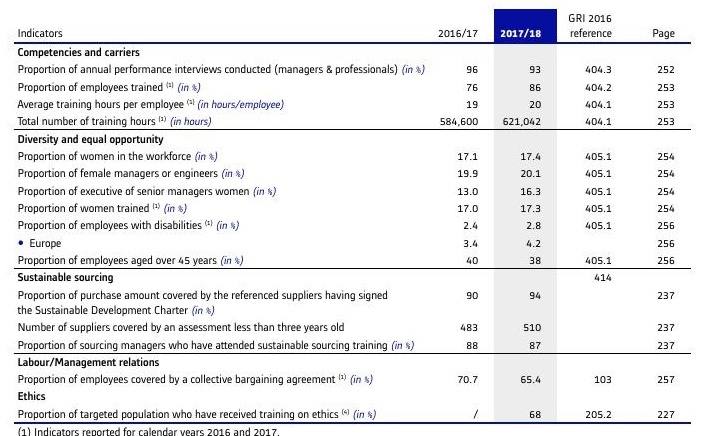 GRI 2016
Indicators 2016/17 2017/18 reference Page
Competencies and carriers
Proportion of annual performance interviews conducted (managers & professionals) (in %) 96 93 404.3 252
Proportion of employees trained (1) (in %) 76 86 404.2 253
Average training hours per employee (1) (in hours/employee) 19 20 404.1 253
Total number of training hours (1) (in hours) 584,600 621,042 404.1 253
Diversity and equal opportunity
Proportion of women in the workforce (in %) 17.1 17.4 405.1 254
Proportion of female managers or engineers (in %) 19.9 20.1 405.1 254
Proportion of executive of senior managers women (in %) 13.0 16.3 405.1 254
Proportion of women trained (1) (in %) 17.0 17.3 405.1 254
Proportion of employees with disabilities (1) (in %) 2.4 2.8 405.1 256
• Europe 3.4 4.2 256
Proportion of employees aged over 45 years (in %) 40 38 405.1 256
Sustainable sourcing 414
Proportion of purchase amount covered by the referenced suppliers having signed
the Sustainable Development Charter (in %) 90 94 237
Number of suppliers covered by an assessment less than three years old 483 510 237
Proportion of sourcing managers who have attended sustainable sourcing training (in %) 88 87 237
Labour/Management relations
Proportion of employees covered by a collective bargaining agreement (1) (in %) 70.7 65.4 103 257
Ethics
Proportion of targeted population who have received training on ethics (4) (in %) / 68 205.2 227
(1) Indicators reported for calendar years 2016 and 2017.